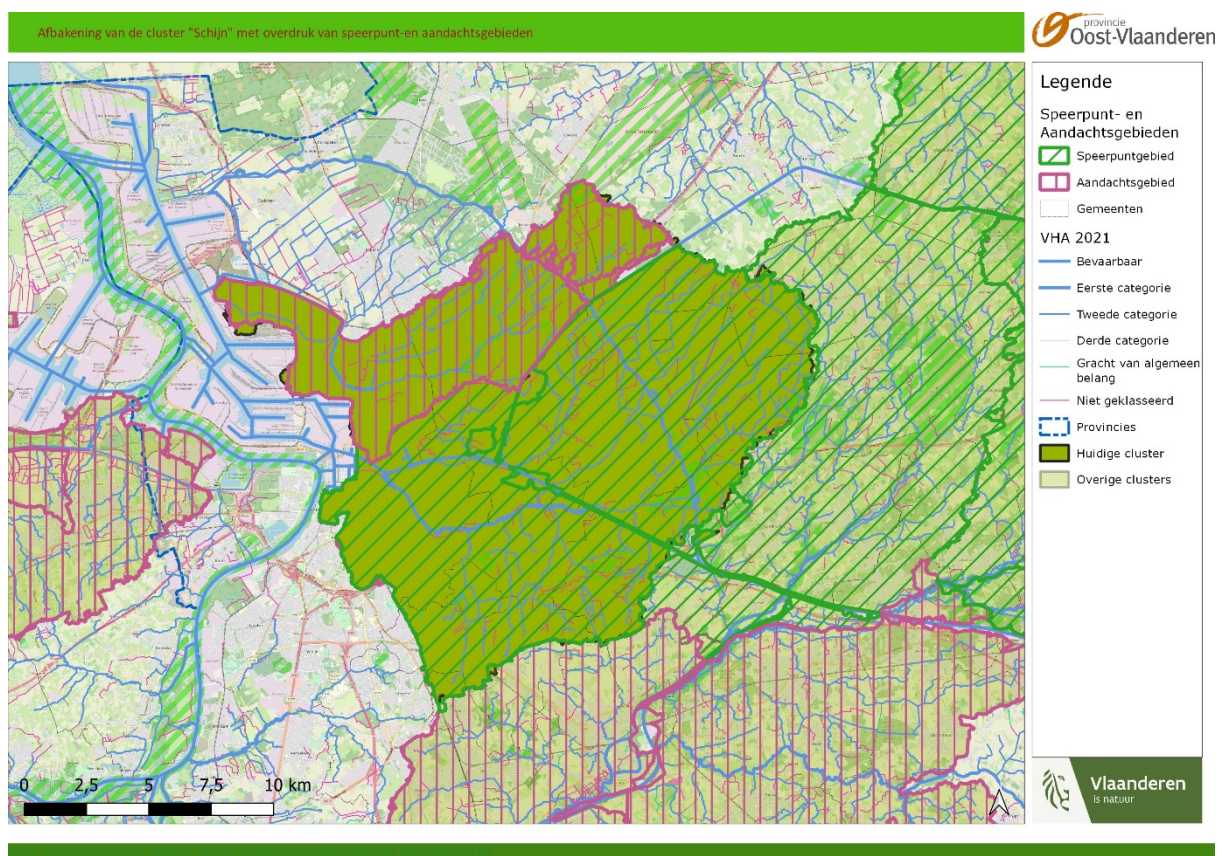 Afbakening van de cluster "Schijn" met overdruk van speerpunt-en aandachtsgebieden
provincie
Oost-Vlaanderen
Legende
Speerpunt- en
Aandachtsgebieden
Speerpuntgebied
Aandachtsgebied
Gemeenten
VHA 2021
Bevaarbaar
Eerste categorie
Tweede categorie
Derde categorie
Gracht van algemeen
belang
Niet geklasseerd
Provincies
Huidige cluster
Overige clusters
0 2,5 5 7,5 10 km
Vlaanderen
is natuur